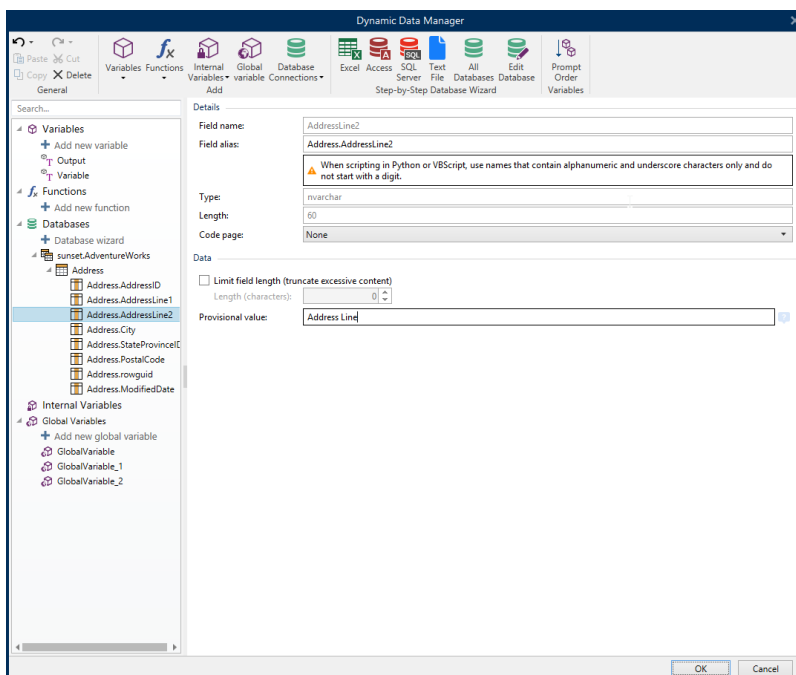 Dynamic Data Manager
Paste
Cut
Copy
Delete
General
Variables
Functions
Internal Variables
Global variable
Database Connections
Add
Excel
Access
SQL Server
Text File
All Databases
Edit Database
Step-by-Step Database Wizard
Prompt Order
Variables
Search...
Variables
Add new variable
Output
Variable
Functions
Add new function
Databases
Database wizard
sunset.AdventureWorks
Address
Address.AddressID
Address.AddressLine1
Address.AddressLine2
Address.City
Address.StateProvinceID
Address.PostalCode
Address.rowguid
Address.ModifiedDate
Internal Variables
Global Variables
Add new global variable
GlobalVariable
GlobalVariable_1
GlobalVariable_2
Details
Field name: AddressLine2
Field alias: Address.AddressLine2
When scripting in Python or VBScript, use names that contain alphanumeric and underscore characters only and do
not start with a digit.
Type: nvarchar
Length: 60
Code page: None
Data
Limit field length (truncate excessive content)
Length (characters): 0
Provisional value: Address Line
OK
Cancel